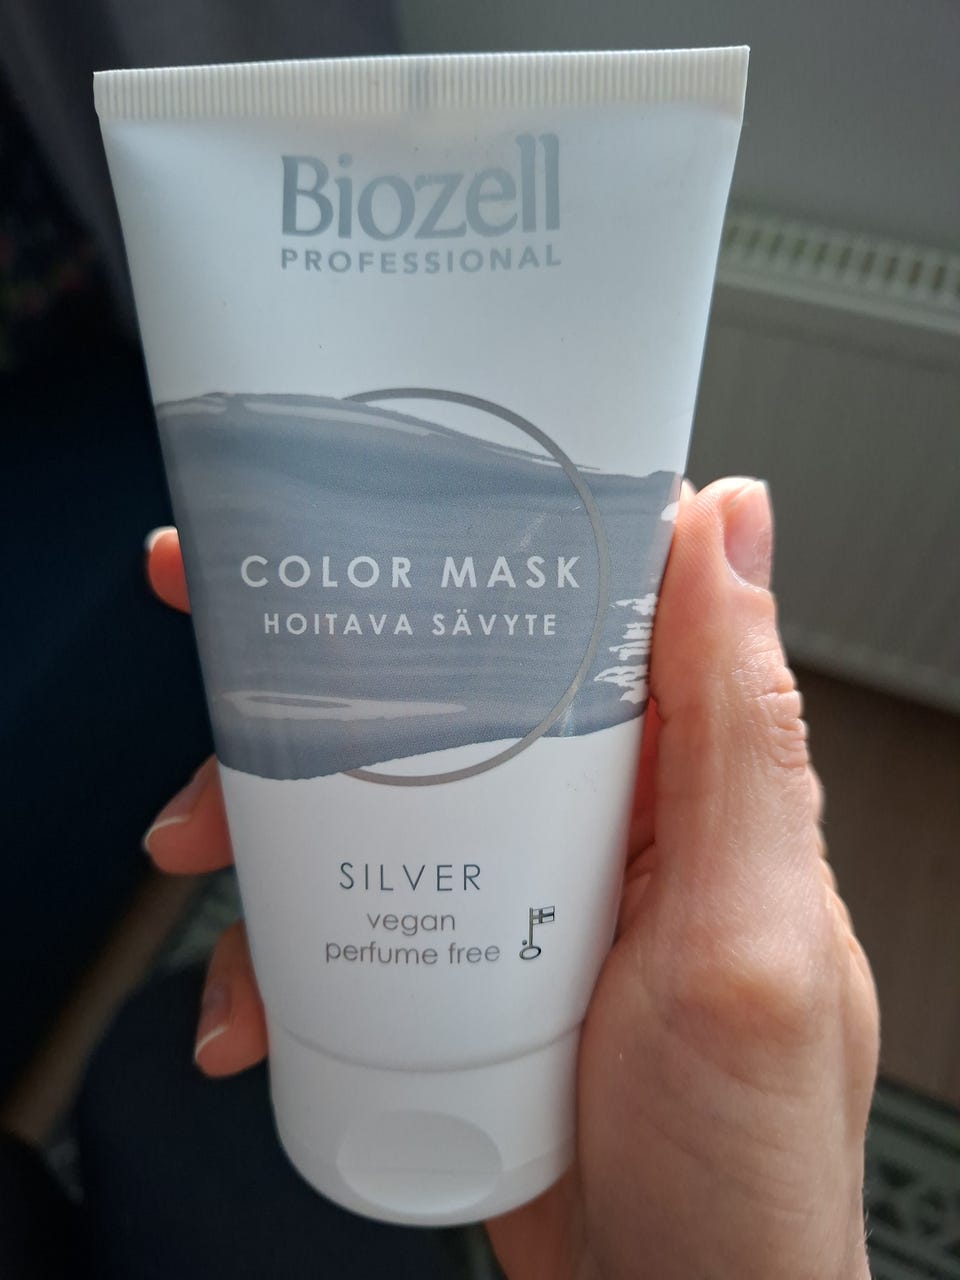 Biozell
PROFESSIONAL
COLOR MASK
HOITAVA SÄVYTE
SILVER
vegan
perfume free